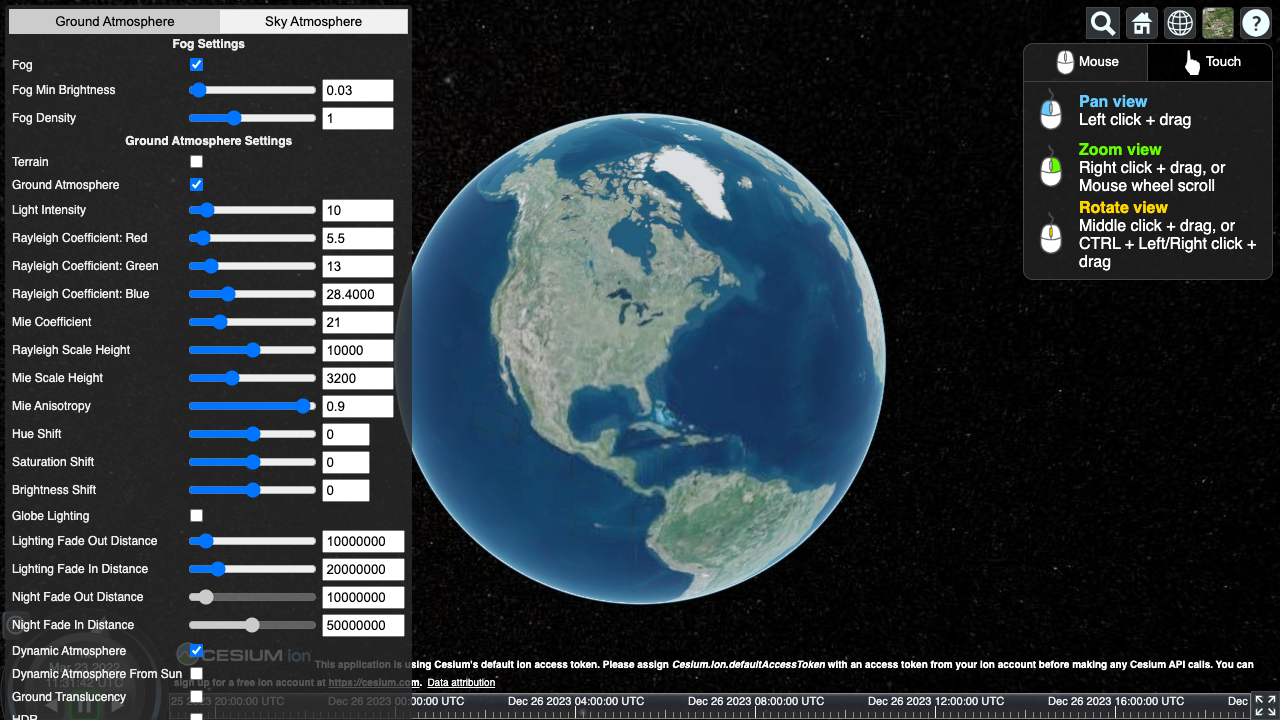 Ground Atmosphere Sky Atmosphere
Fog Settings
Fog
Fog Min Brightness 0.03
Fog Density 1
Ground Atmosphere Settings
Terrain
Ground Atmosphere
Light Intensity 10
Rayleigh Coefficient: Red 5.5
Rayleigh Coefficient: Green 13
Rayleigh Coefficient: Blue 28.4000
Mie Coefficient 21
Rayleigh Scale Height 10000
Mie Scale Height 3200
Mie Anisotropy 0.9
Hue Shift 0
Saturation Shift 0
Brightness Shift 0
Globe Lighting
Lighting Fade Out Distance 10000000
Lighting Fade In Distance 20000000
Night Fade Out Distance 10000000
Night Fade In Distance 50000000
Dynamic Atmosphere
Dynamic Atmosphere From Sun
Ground Translucency
HDR
?
Mouse Touch
Pan view
Left click + drag
Zoom view
Right click + drag, or
Mouse wheel scroll
Rotate view
Middle click + drag, or
CTRL + Left/Right click +
drag
CESIUM ion
This application is using Cesium's default ion access token. Please assign Cesium.Ion.defaultAccessToken with an access token from your ion account before making any Cesium API calls. You can
sign up for a free ion account at https://cesium.com. Data attribution
Mar 23 2022
11:31:42 UTC
25 2023 20:00:00 UTC Dec 26 2023 00:00:00 UTC Dec 26 2023 04:00:00 UTC Dec 26 2023 08:00:00 UTC Dec 26 2023 12:00:00 UTC Dec 26 2023 16:00:00 UTC Dec